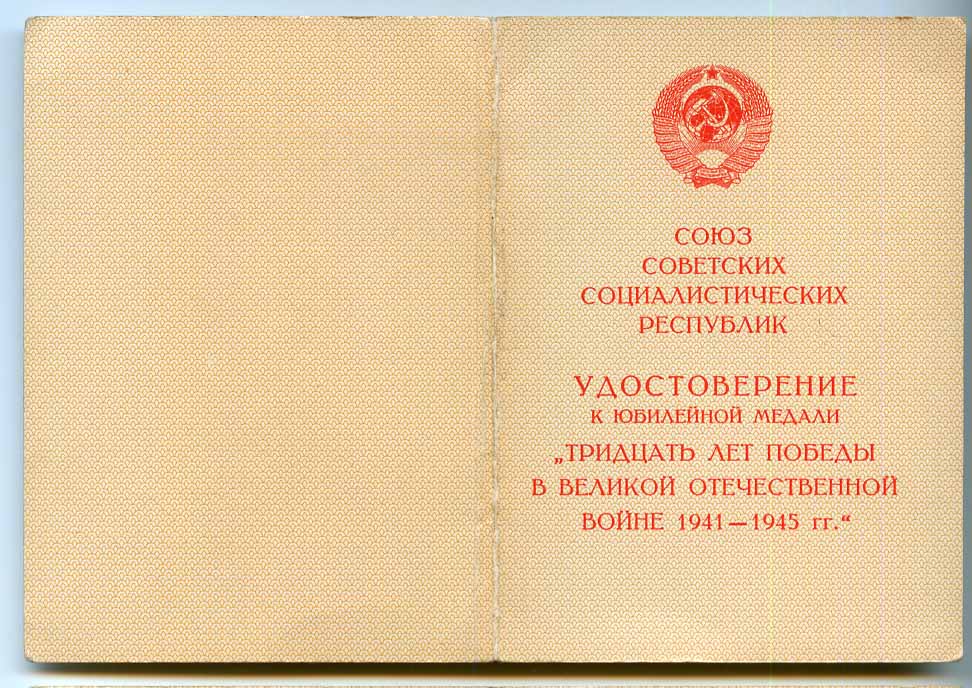 СОЮЗ
СОВЕТСКИХ
СОЦИАЛИСТИЧЕСКИХ
РЕСПУБЛИК
УДОСТОВЕРЕНИЕ
К ЮБИЛЕЙНОЙ МЕДАЛИ
„ТРИДЦАТЬ ЛЕТ ПОБЕДЫ
В ВЕЛИКОЙ ОТЕЧЕСТВЕННОЙ
ВОЙНЕ 1941—1945 гг.“